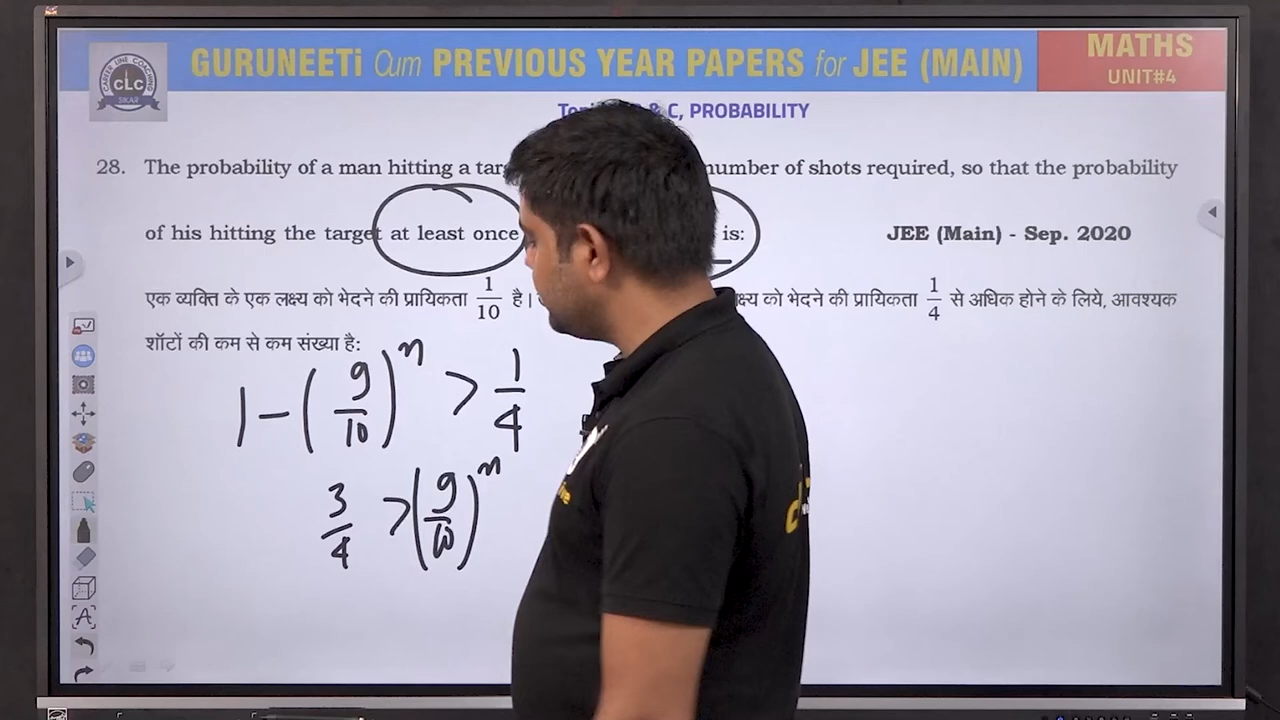 GURUNEETi Cum PREVIOUS YEAR PAPERS for JEE (MAIN)
MATHS
UNIT#4
CAREER LINE COACHING
CLC
SIKAR
& C, PROBABILITY
28. The probability of a man hitting a number of shots required, so that the probability
of his hitting the target at least once is: JEE (Main) - Sep. 2020
एक व्यक्ति के एक लक्ष्य को भेदने की प्रायिकता 1/10 है। लक्ष्य को भेदने की प्रायिकता 1/4 से अधिक होने के लिये, आवश्यक
शॉटों की कम से कम संख्या है:
1 - (9/10)^n > 1/4
3/4 > (9/10)^n